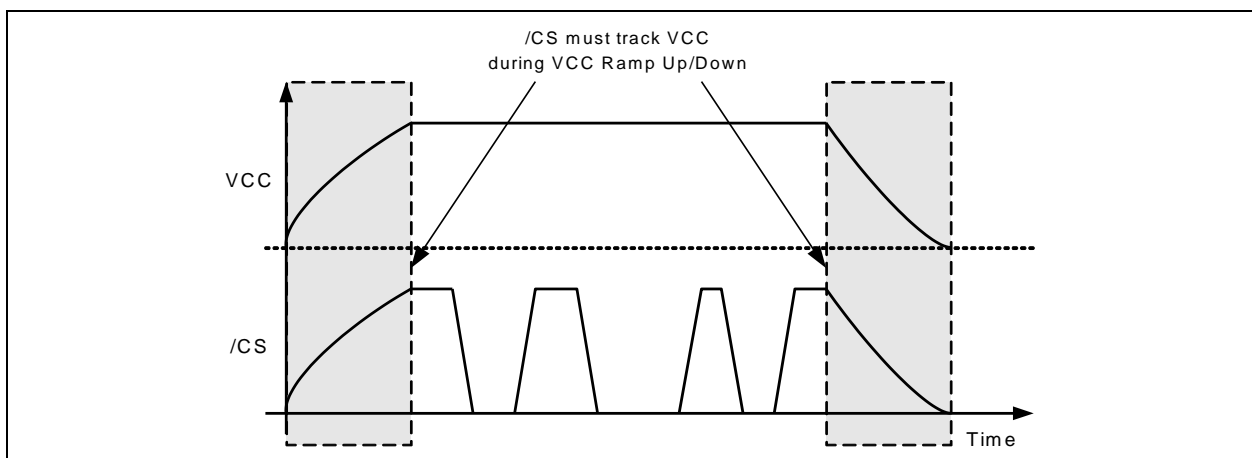 /CS must track VCC
during VCC Ramp Up/Down
VCC
/CS
Time